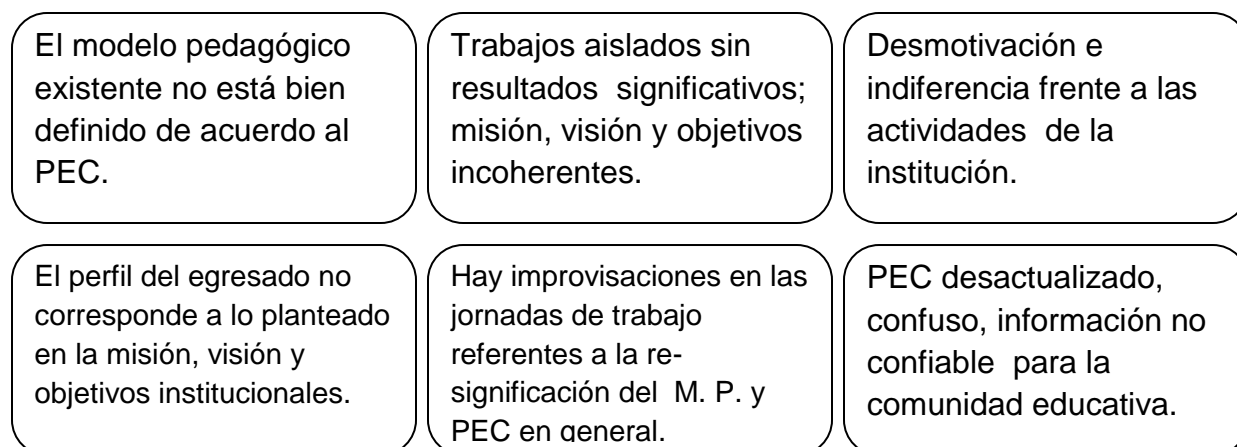 El modelo pedagógico
existente no está bien
definido de acuerdo al
PEC.
Trabajos aislados sin
resultados significativos;
misión, visión y objetivos
incoherentes.
Desmotivación e
indiferencia frente a las
actividades de la
institución.
El perfil del egresado no
corresponde a lo planteado
en la misión, visión y
objetivos institucionales.
Hay improvisaciones en las
jornadas de trabajo
referentes a la re-
significación del M. P. y
PEC en general.
PEC desactualizado,
confuso, información no
confiable para la
comunidad educativa.